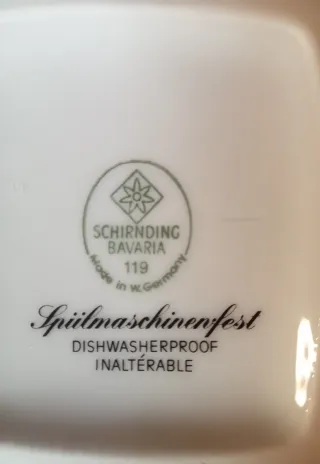 SCHIRNDING
BAVARIA
119
Made in W. Germany
Spülmaschinenfest
DISHWASHERPROOF
INALTÉRABLE